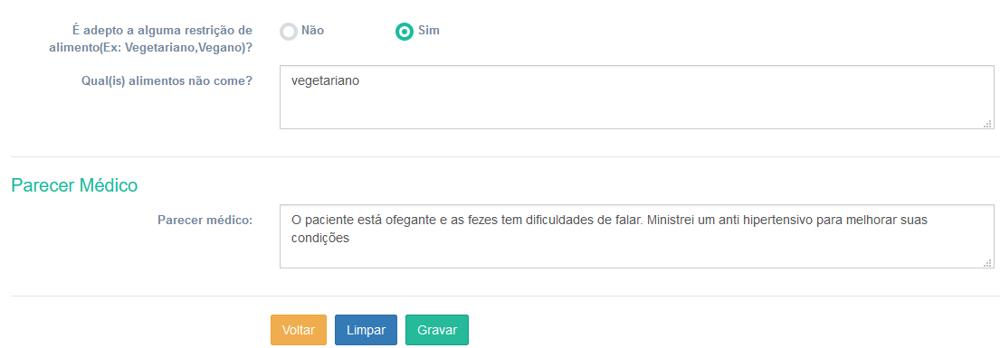 É adepto a alguma restrição de
alimento(Ex: Vegetariano,Vegano)?
Não
Sim
Qual(is) alimentos não come?
vegetariano
Parecer Médico
Parecer médico:
O paciente está ofegante e as fezes tem dificuldades de falar. Ministrei um anti hipertensivo para melhorar suas
condições
Voltar
Limpar
Gravar